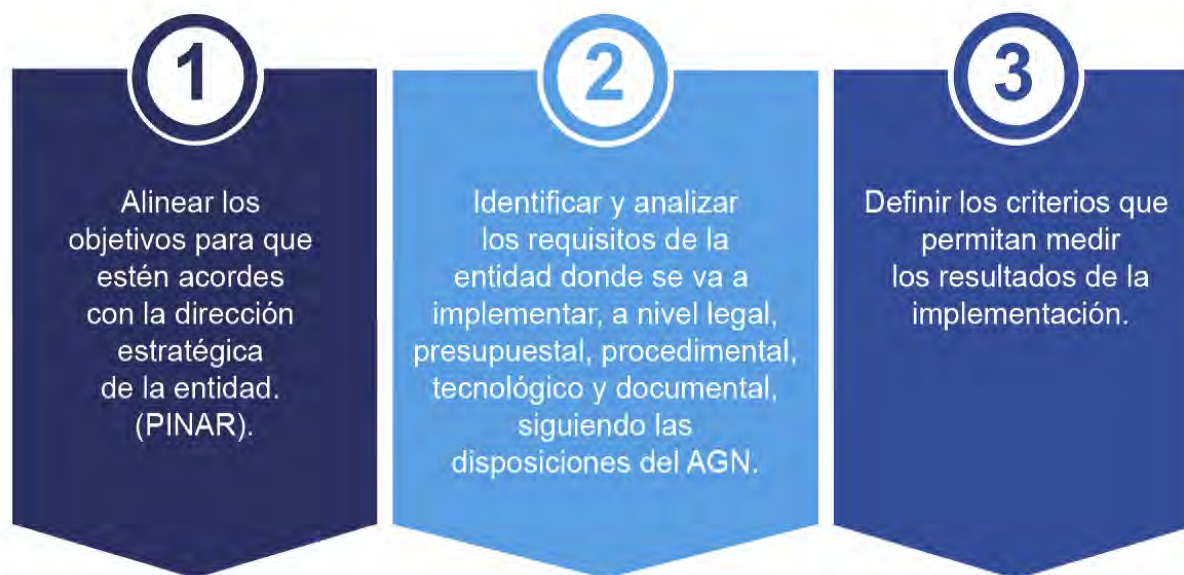 1
Alinear los
objetivos para que
estén acordes
con la dirección
estratégica
de la entidad.
(PINAR).
2
Identificar y analizar
los requisitos de la
entidad donde se va a
implementar, a nivel legal,
presupuestal, procedimental,
tecnológico y documental,
siguiendo las
disposiciones del AGN.
3
Definir los criterios que
permitan medir
los resultados de la
implementación.